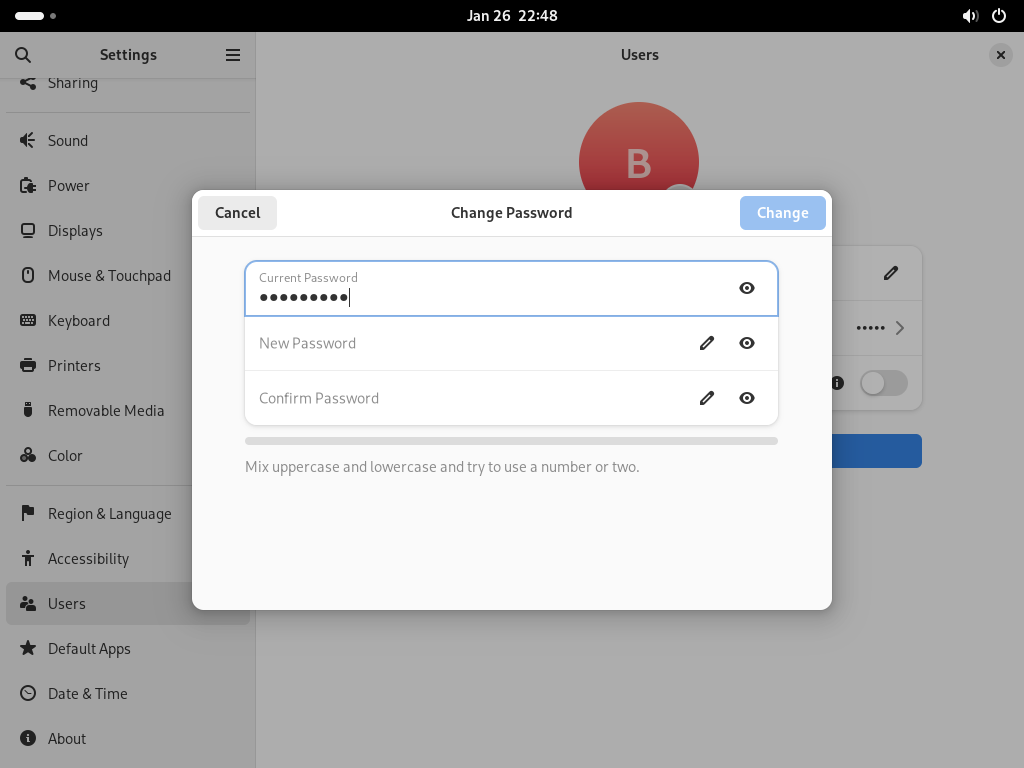 Jan 26 22:48
Settings
Users
Sharing
Sound
Power
Displays
Mouse & Touchpad
Keyboard
Printers
Removable Media
Color
Region & Language
Accessibility
Users
Default Apps
Date & Time
About
B
Cancel
Change Password
Change
Current Password
●●●●●●●●●
New Password
Confirm Password
Mix uppercase and lowercase and try to use a number or two.
•••••